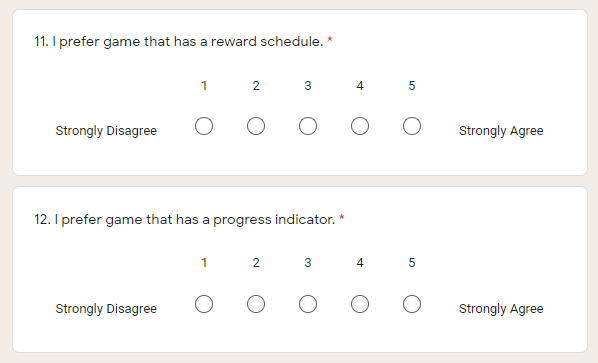 11. I prefer game that has a reward schedule. *
1 2 3 4 5
Strongly Disagree Strongly Agree
12. I prefer game that has a progress indicator. *
1 2 3 4 5
Strongly Disagree Strongly Agree